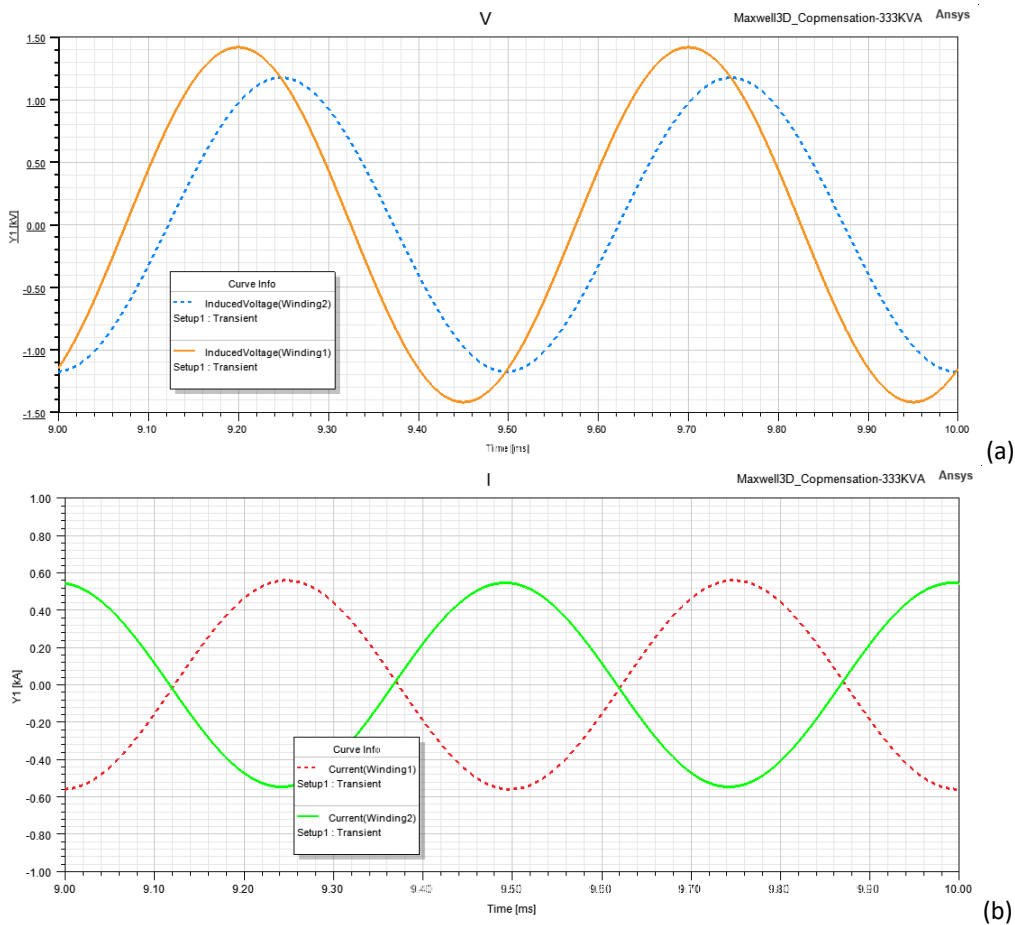 V
Maxwell3D_Copmensation-333KVA Ansys
1.50
1.00
0.50
0.00
-0.50
-1.00
-1.50
Y1 [kV]
Curve Info
InducedVoltage(Winding2)
Setup1 : Transient
InducedVoltage(Winding1)
Setup1 : Transient
9.00 9.10 9.20 9.30 9.40 9.50 9.60 9.70 9.80 9.90 10.00
Time [ms]
(a)
I
Maxwell3D_Copmensation-333KVA Ansys
1.00
0.80
0.60
0.40
0.20
0.00
-0.20
-0.40
-0.60
-0.80
-1.00
Y1 [kA]
Curve Info
Current(Winding1)
Setup1 : Transient
Current(Winding2)
Setup1 : Transient
9.00 9.10 9.20 9.30 9.40 9.50 9.60 9.70 9.80 9.90 10.00
Time [ms]
(b)